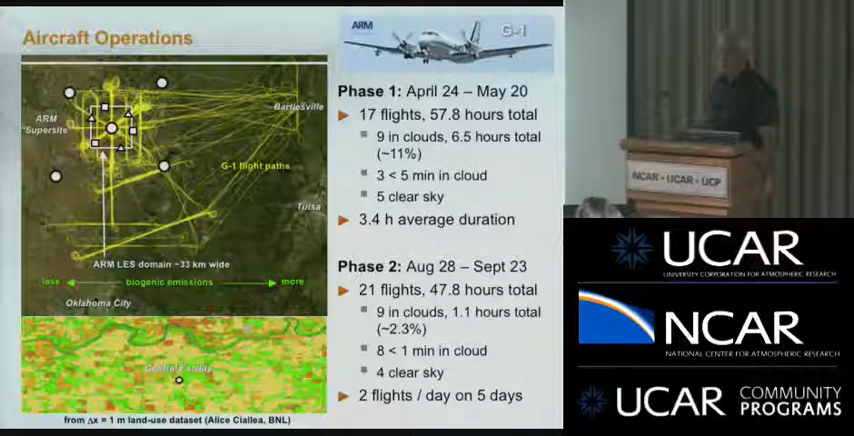 Aircraft Operations
ARM
G-1
ARM
"Supersite"
Bartlesville
G-1 flight paths
Tulsa
ARM LES domain ~33 km wide
less
biogenic emissions
more
Oklahoma City
Central Facility
from Δx = 1 m land-use dataset (Alice Ciallea, BNL)
Phase 1: April 24 – May 20
17 flights, 57.8 hours total
9 in clouds, 6.5 hours total
(~11%)
3 < 5 min in cloud
5 clear sky
3.4 h average duration
Phase 2: Aug 28 – Sept 23
21 flights, 47.8 hours total
9 in clouds, 1.1 hours total
(~2.3%)
8 < 1 min in cloud
4 clear sky
2 flights / day on 5 days
NCAR - UCAR - UCP
UCAR
UNIVERSITY CORPORATION FOR ATMOSPHERIC RESEARCH
NCAR
NATIONAL CENTER FOR ATMOSPHERIC RESEARCH
UCAR
COMMUNITY
PROGRAMS